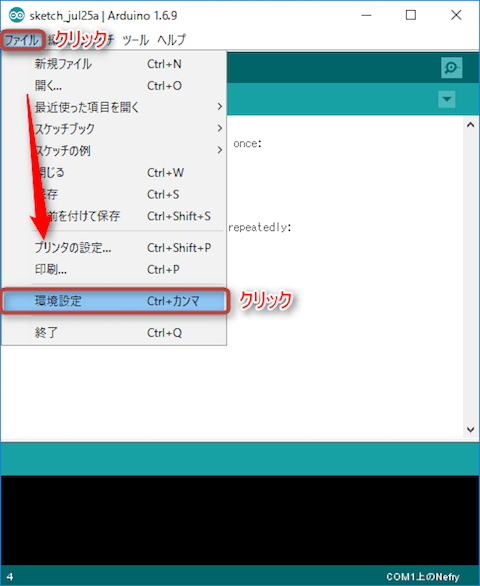 sketch_jul25a | Arduino 1.6.9
ファイル クリック ツール ヘルプ
新規ファイル Ctrl+N
開く... Ctrl+O
最近使った項目を開く
スケッチブック
スケッチの例
once:
閉じる Ctrl+W
保存 Ctrl+S
前を付けて保存 Ctrl+Shift+S
repeatedly:
プリンタの設定... Ctrl+Shift+P
印刷... Ctrl+P
環境設定 Ctrl+カンマ クリック
終了 Ctrl+Q
4 COM1上のNefry